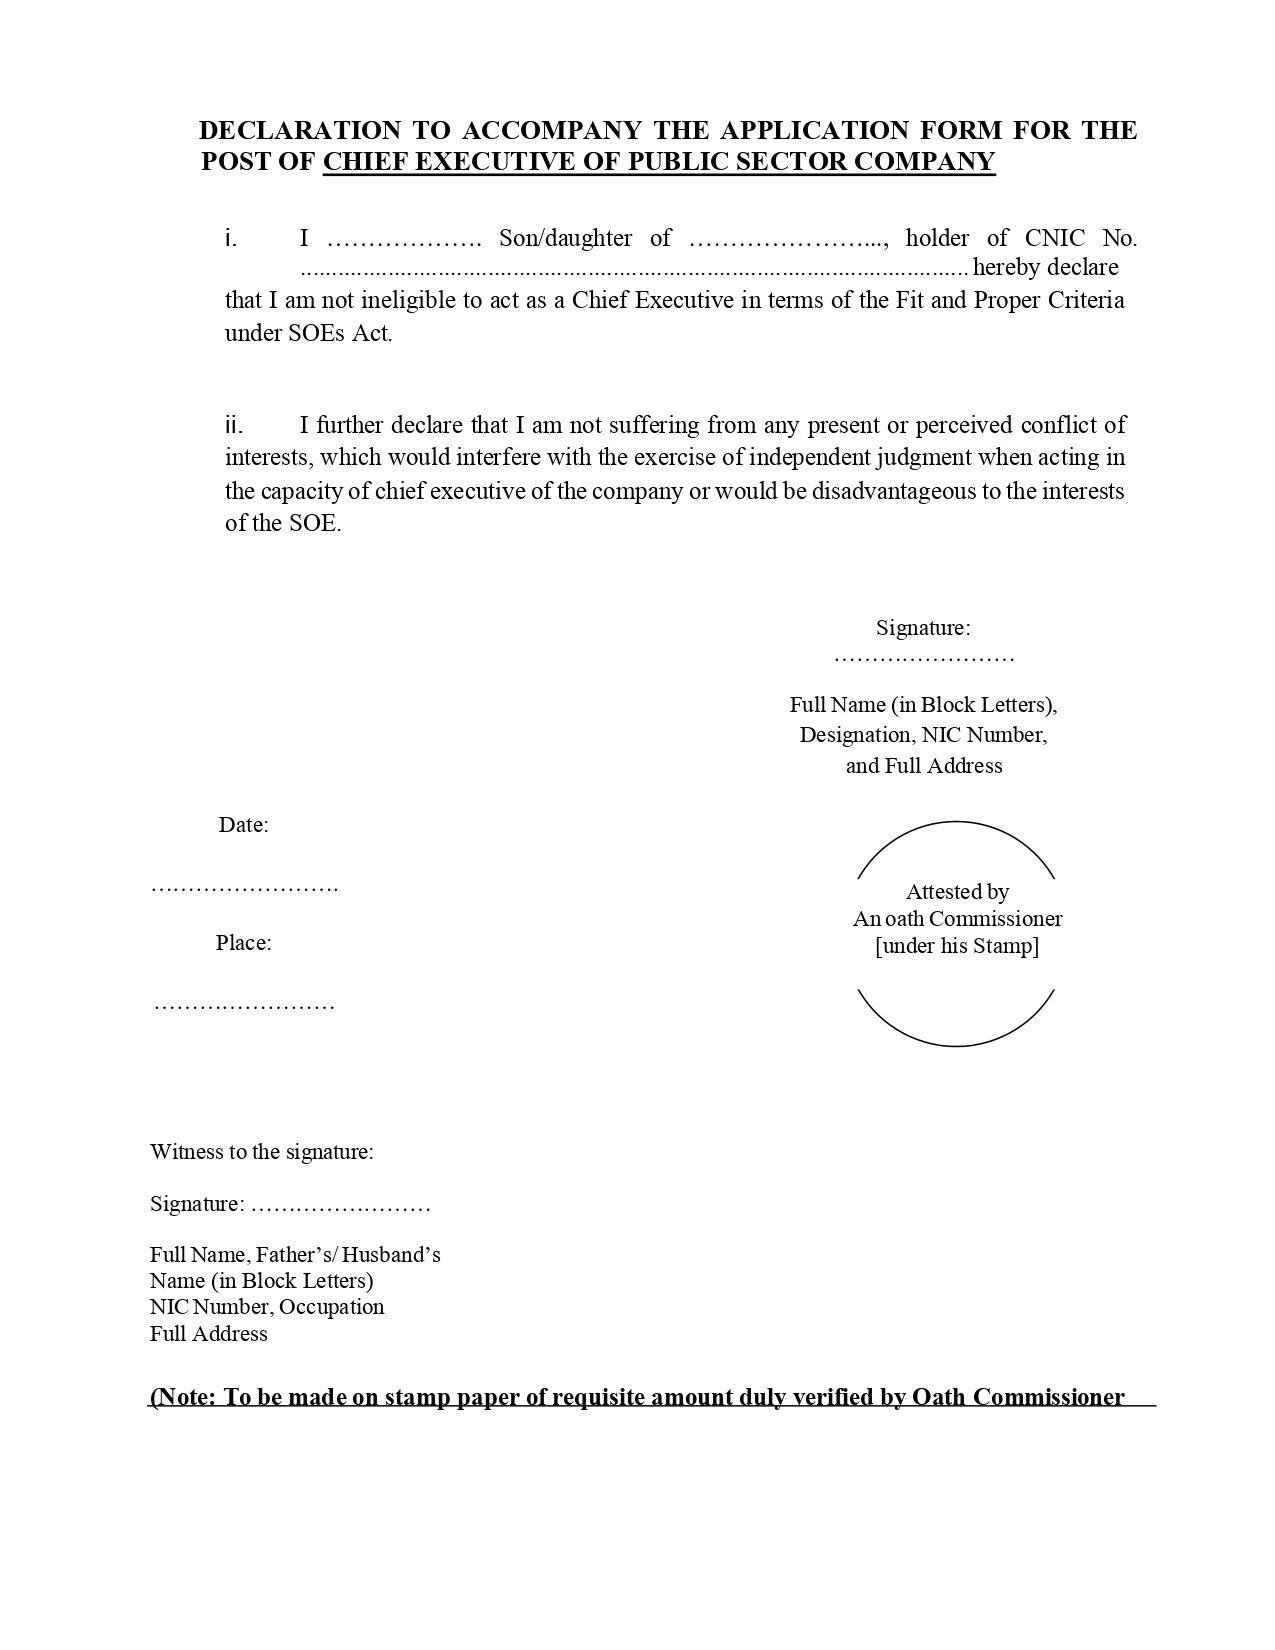 DECLARATION TO ACCOMPANY THE APPLICATION FORM FOR THE
POST OF CHIEF EXECUTIVE OF PUBLIC SECTOR COMPANY
i. I ………………. Son/daughter of …………………..., holder of CNIC No.
........................................................................................................... hereby declare
that I am not ineligible to act as a Chief Executive in terms of the Fit and Proper Criteria
under SOEs Act.
ii. I further declare that I am not suffering from any present or perceived conflict of
interests, which would interfere with the exercise of independent judgment when acting in
the capacity of chief executive of the company or would be disadvantageous to the interests
of the SOE.
Signature:
……………………
Full Name (in Block Letters),
Designation, NIC Number,
and Full Address
Date:
…………………….
Place:
……………………
Attested by
An oath Commissioner
[under his Stamp]
Witness to the signature:
Signature: ……………………
Full Name, Father’s/ Husband’s
Name (in Block Letters)
NIC Number, Occupation
Full Address
(Note: To be made on stamp paper of requisite amount duly verified by Oath Commissioner